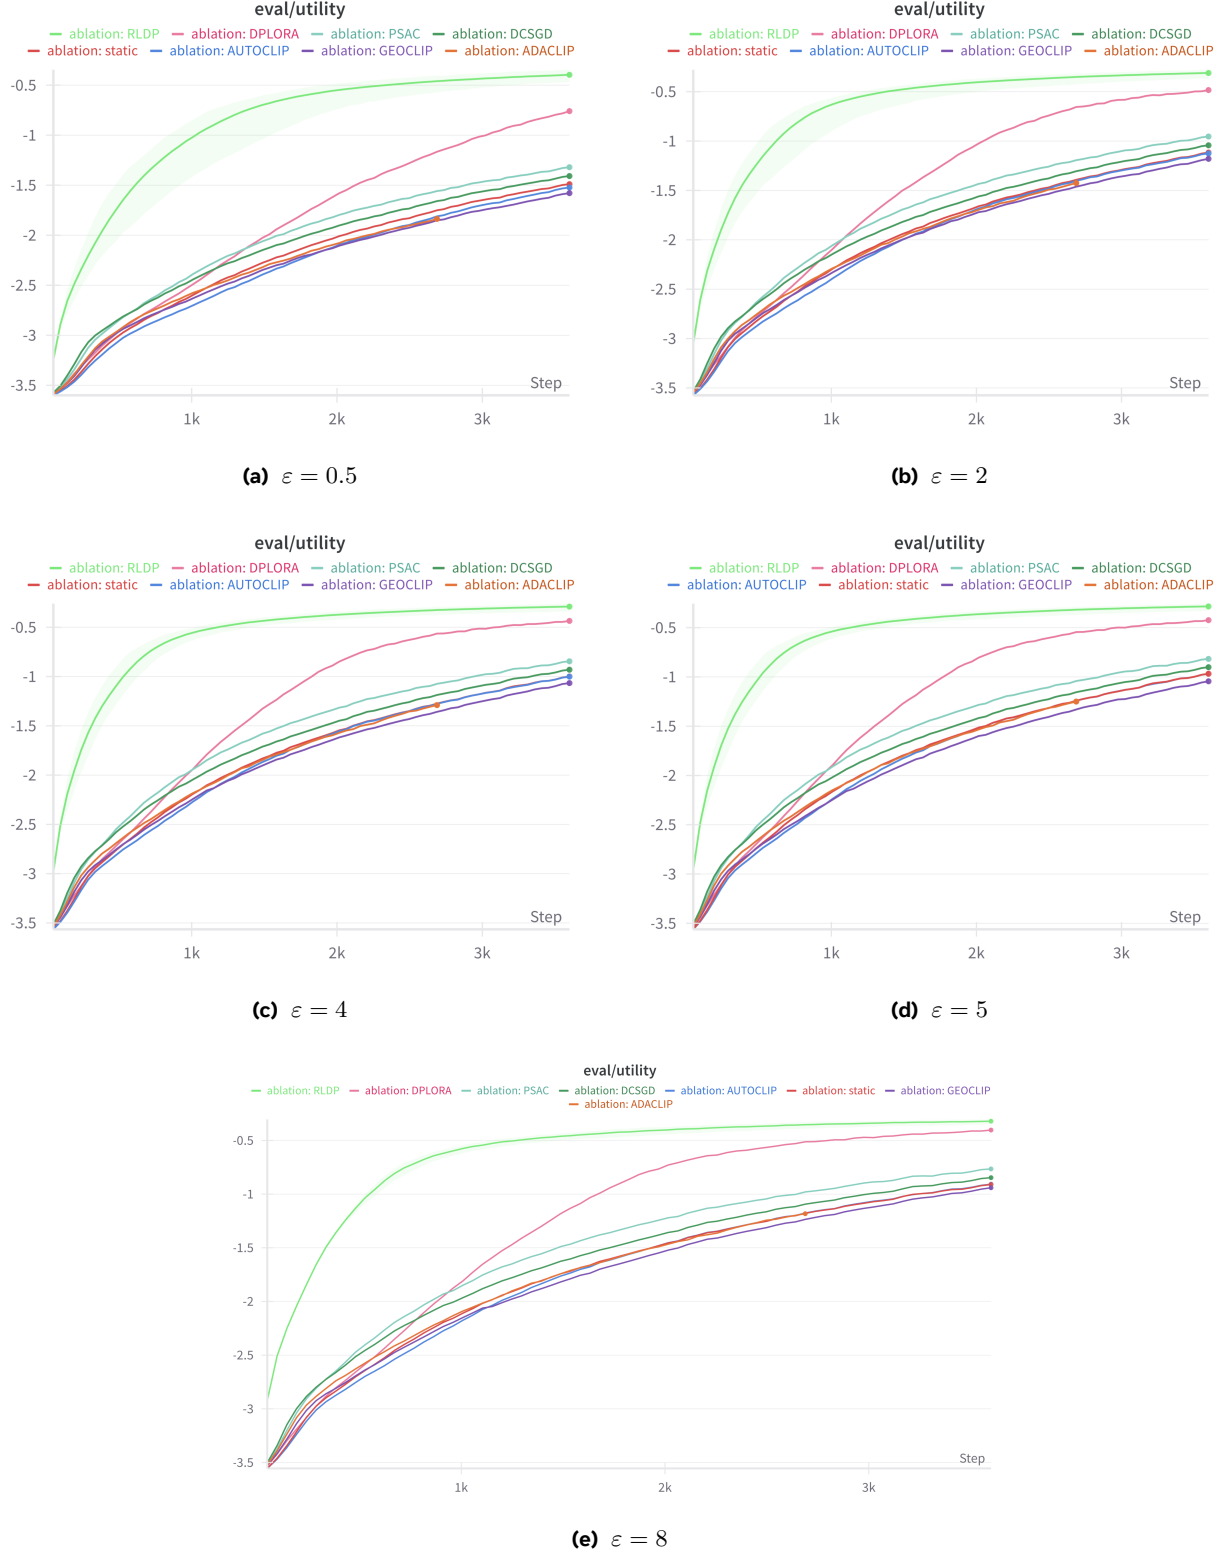 eval/utility
ablation: RLDP ablation: DPLORA ablation: PSAC ablation: DCSGD
ablation: static ablation: AUTOCLIP ablation: GEOCLIP ablation: ADACLIP
-0.5
-1
-1.5
-2
-2.5
-3
-3.5
Step
1k 2k 3k
(a) ε = 0.5
eval/utility
ablation: RLDP ablation: DPLORA ablation: PSAC ablation: DCSGD
ablation: static ablation: AUTOCLIP ablation: GEOCLIP ablation: ADACLIP
-0.5
-1
-1.5
-2
-2.5
-3
-3.5
Step
1k 2k 3k
(b) ε = 2
eval/utility
ablation: RLDP ablation: DPLORA ablation: PSAC ablation: DCSGD
ablation: static ablation: AUTOCLIP ablation: GEOCLIP ablation: ADACLIP
-0.5
-1
-1.5
-2
-2.5
-3
-3.5
Step
1k 2k 3k
(c) ε = 4
eval/utility
ablation: RLDP ablation: DPLORA ablation: PSAC ablation: DCSGD
ablation: AUTOCLIP ablation: static ablation: GEOCLIP ablation: ADACLIP
-0.5
-1
-1.5
-2
-2.5
-3
-3.5
Step
1k 2k 3k
(d) ε = 5
eval/utility
ablation: RLDP ablation: DPLORA ablation: PSAC ablation: DCSGD ablation: AUTOCLIP ablation: static ablation: GEOCLIP
ablation: ADACLIP
-0.5
-1
-1.5
-2
-2.5
-3
-3.5
Step
1k 2k 3k
(e) ε = 8